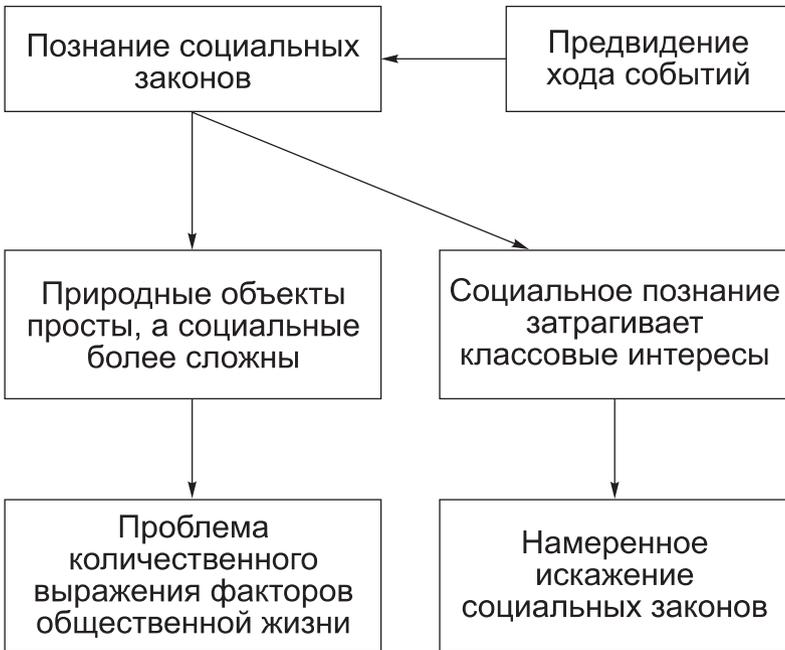 Познание социальных
законов
Предвидение
хода событий
Природные объекты
просты, а социальные
более сложны
Социальное познание
затрагивает
классовые интересы
Проблема
количественного
выражения факторов
общественной жизни
Намеренное
искажение
социальных законов